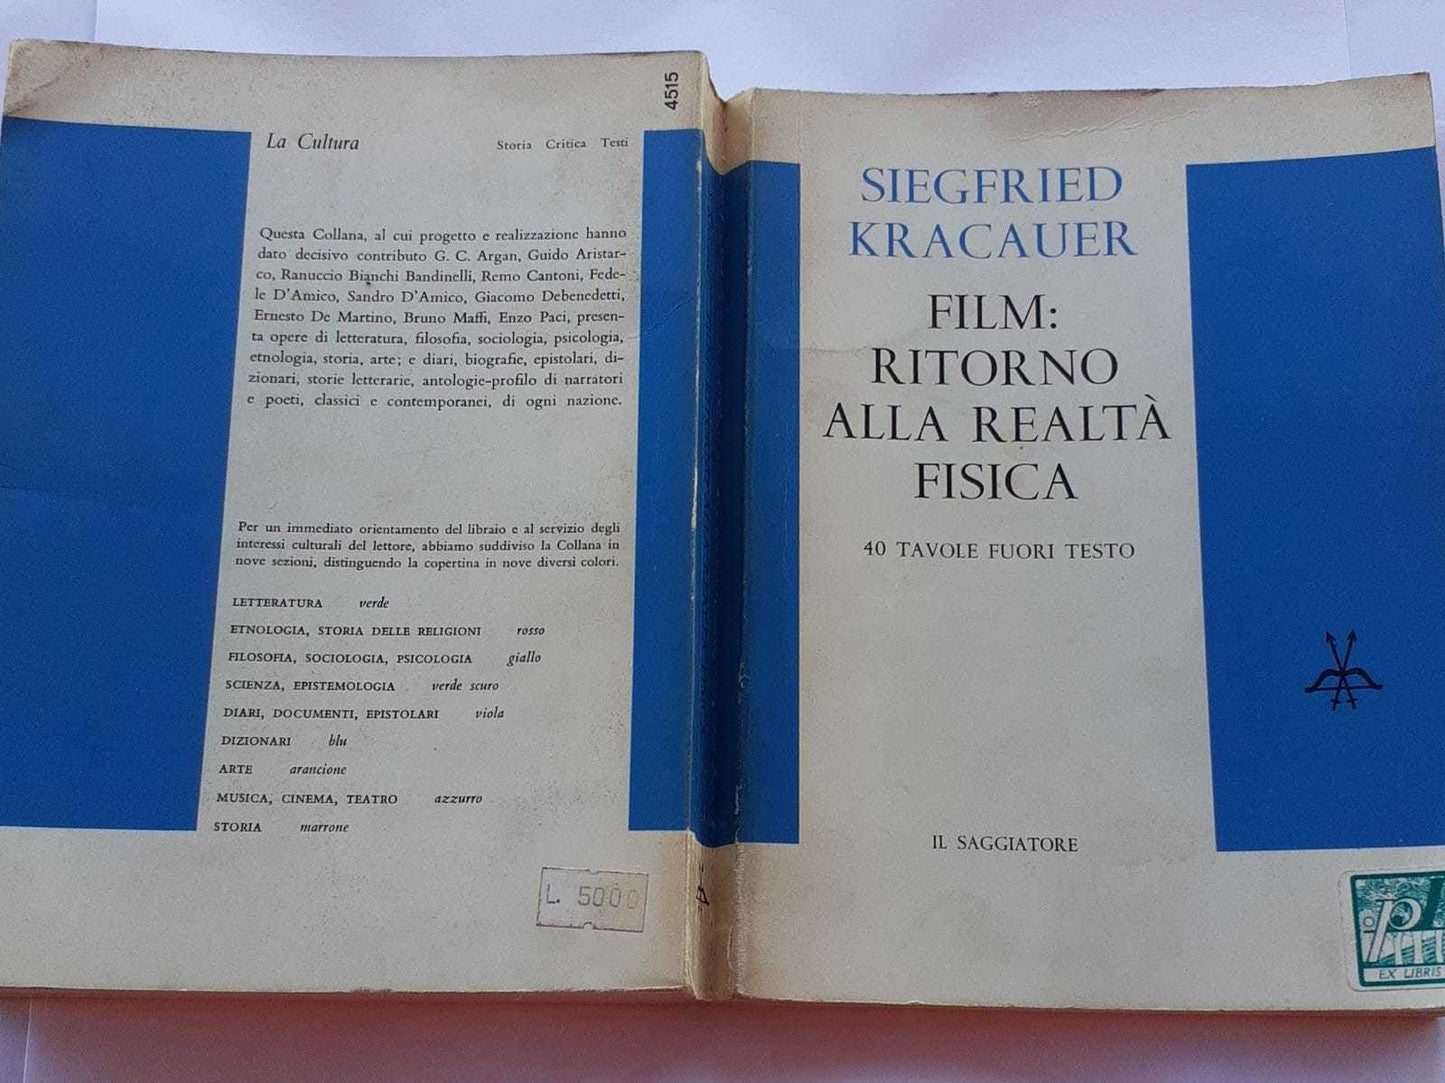 4515
La Cultura Storia Critica Testi
Questa Collana, al cui progetto e realizzazione hanno
dato decisivo contributo G. C. Argan, Guido Aristar-
co, Ranuccio Bianchi Bandinelli, Remo Cantoni, Fede-
le D'Amico, Sandro D'Amico, Giacomo Debenedetti,
Ernesto De Martino, Bruno Maffi, Enzo Paci, presen-
ta opere di letteratura, filosofia, sociologia, psicologia,
etnologia, storia, arte; e diari, biografie, epistolari, di-
zionari, storie letterarie, antologie-profilo di narratori
e poeti, classici e contemporanei, di ogni nazione.
Per un immediato orientamento del libraio e al servizio degli
interessi culturali del lettore, abbiamo suddiviso la Collana in
nove sezioni, distinguendo la copertina in nove diversi colori.
LETTERATURA verde
ETNOLOGIA, STORIA DELLE RELIGIONI rosso
FILOSOFIA, SOCIOLOGIA, PSICOLOGIA giallo
SCIENZA, EPISTEMOLOGIA verde scuro
DIARI, DOCUMENTI, EPISTOLARI viola
DIZIONARI blu
ARTE arancione
MUSICA, CINEMA, TEATRO azzurro
STORIA marrone
L. 5000
SIEGFRIED
KRACAUER
FILM:
RITORNO
ALLA REALTÀ
FISICA
40 TAVOLE FUORI TESTO
IL SAGGIATORE
EX LIBRIS